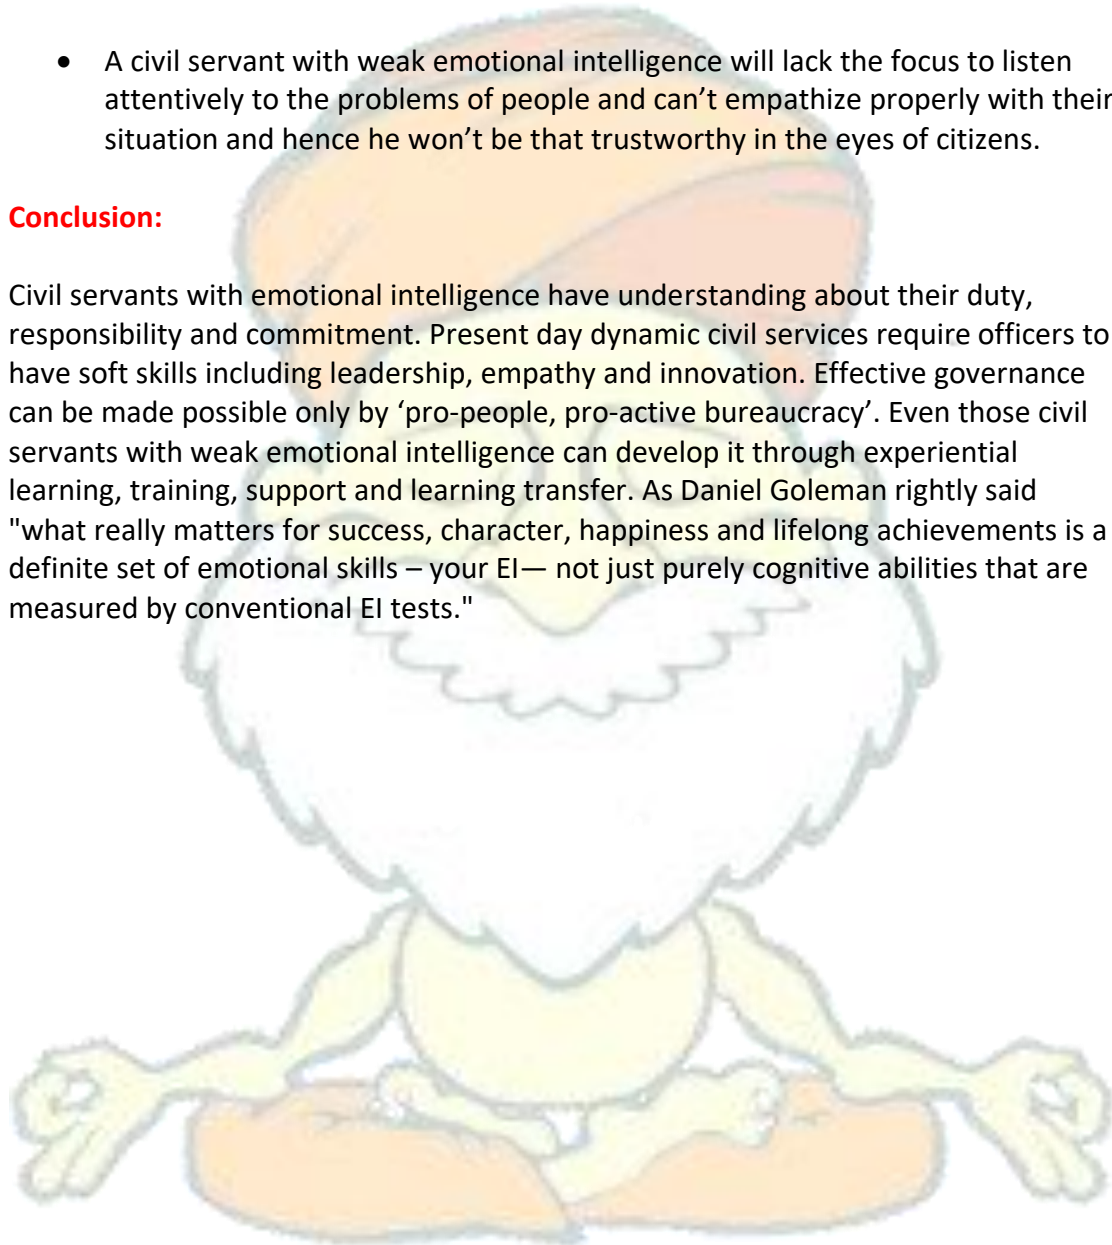 • A civil servant with weak emotional intelligence will lack the focus to listen
attentively to the problems of people and can’t empathize properly with their
situation and hence he won’t be that trustworthy in the eyes of citizens.
Conclusion:
Civil servants with emotional intelligence have understanding about their duty,
responsibility and commitment. Present day dynamic civil services require officers to
have soft skills including leadership, empathy and innovation. Effective governance
can be made possible only by ‘pro-people, pro-active bureaucracy’. Even those civil
servants with weak emotional intelligence can develop it through experiential
learning, training, support and learning transfer. As Daniel Goleman rightly said
"what really matters for success, character, happiness and lifelong achievements is a
definite set of emotional skills – your EI— not just purely cognitive abilities that are
measured by conventional EI tests."